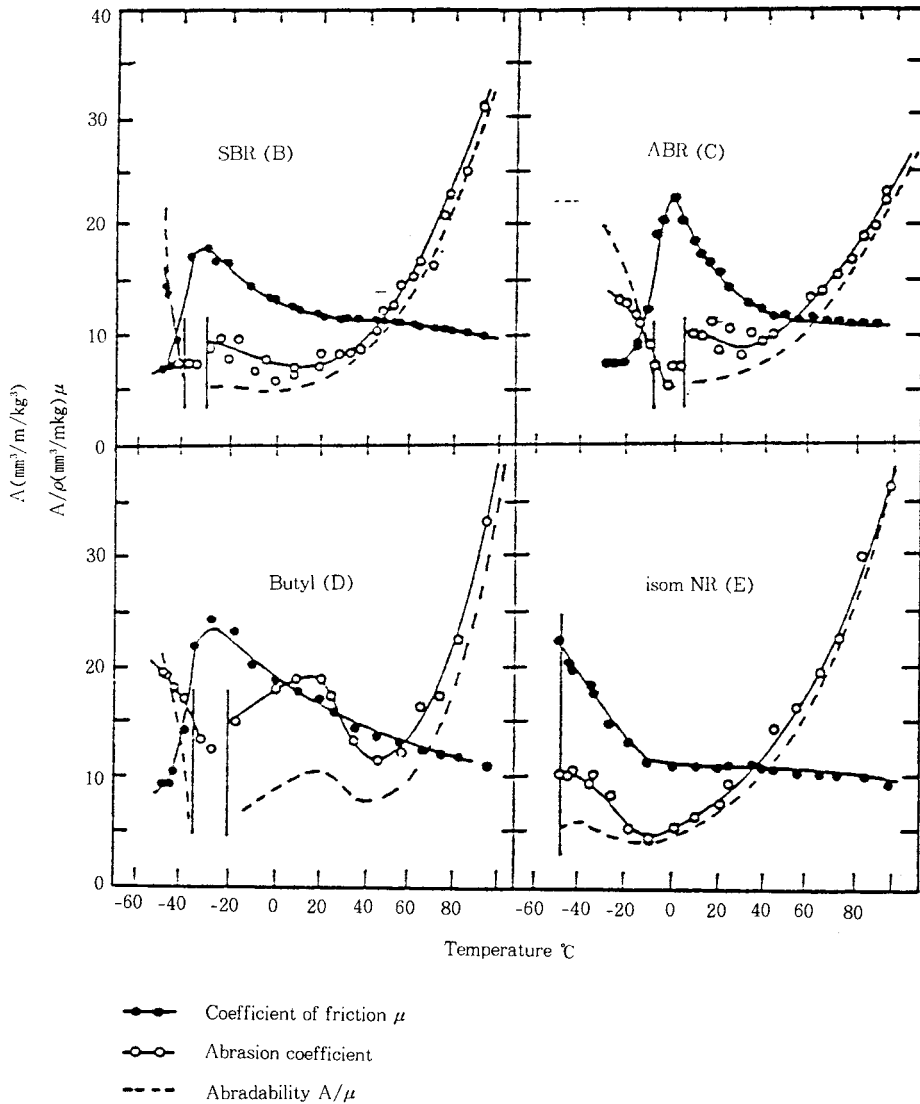 40
30
20
10
0
SBR (B)
ABR (C)
A (mm³/m/kg³)
A/ρ(mm³/mkg) μ
30
20
10
0
Butyl (D)
isom NR (E)
-60 -40 -20 0 20 40 60 80
-60 -40 -20 0 20 40 60 80
Temperature ℃
Coefficient of friction μ
Abrasion coefficient
Abradability A/μ